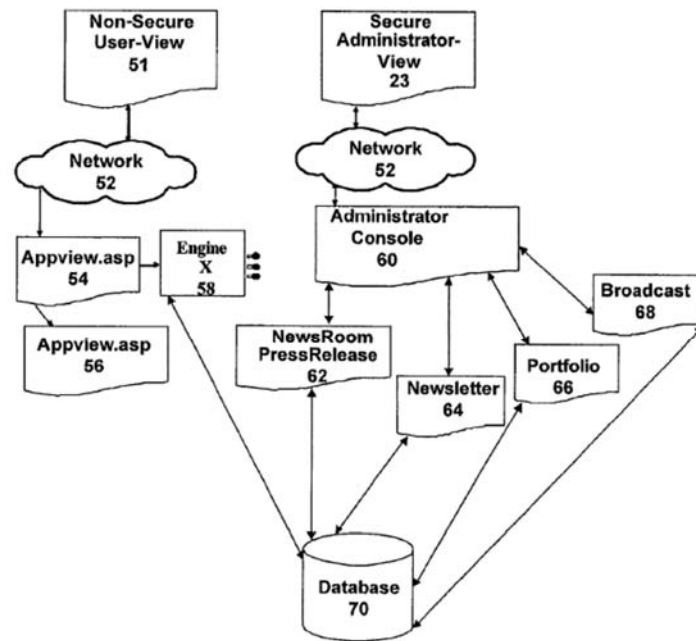 Non-Secure
User-View
51
Secure
Administrator-
View
23
Network
52
Network
52
Administrator
Console
60
Appview.asp
54
Engine
X
58
Broadcast
68
Appview.asp
56
NewsRoom
PressRelease
62
Newsletter
64
Portfolio
66
Database
70